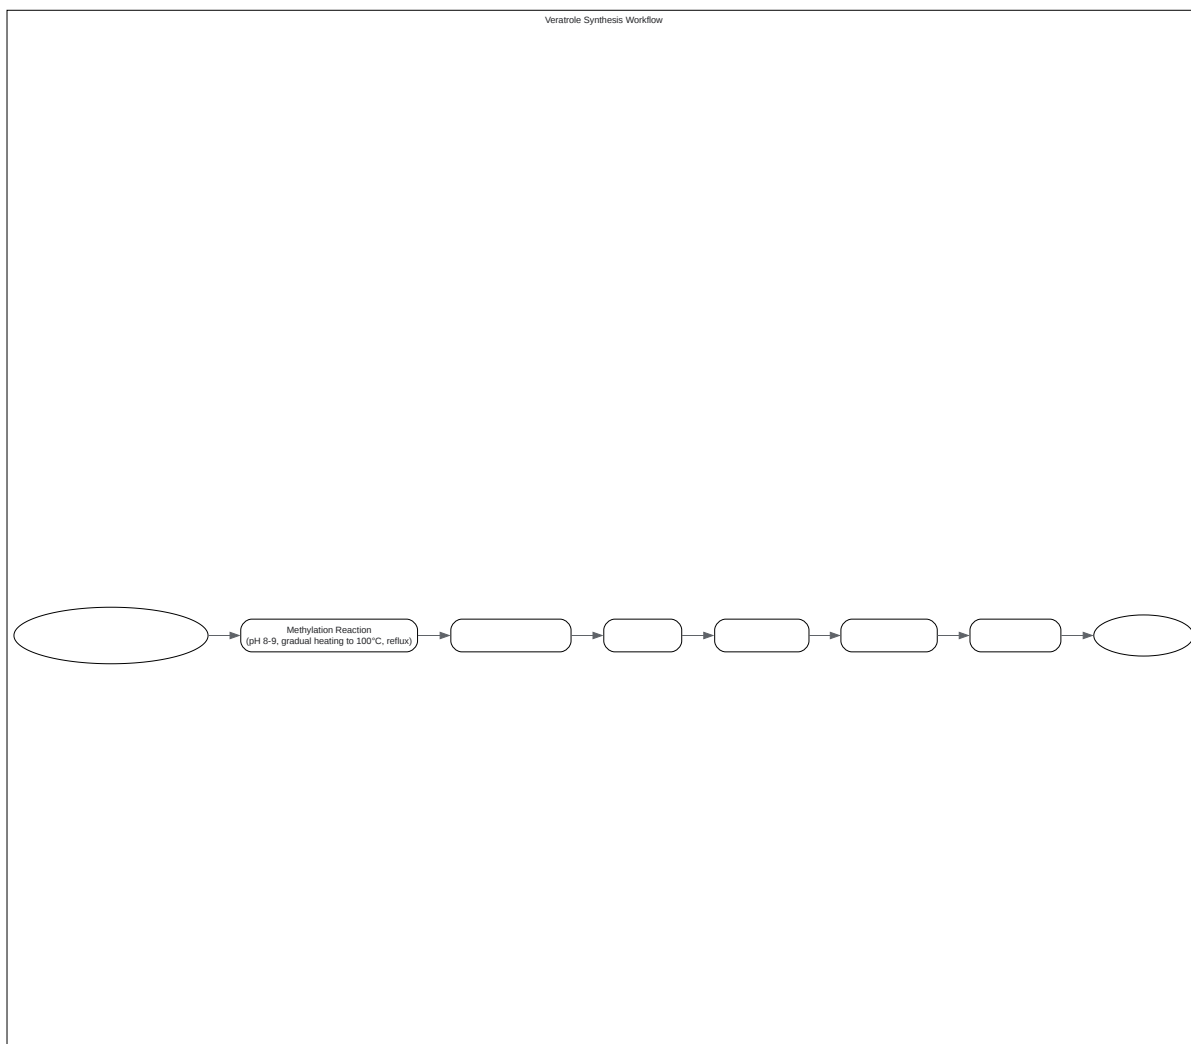 Veratrole Synthesis Workflow
Methylation Reaction
(pH 8-9, gradual heating to 100°C, reflux)